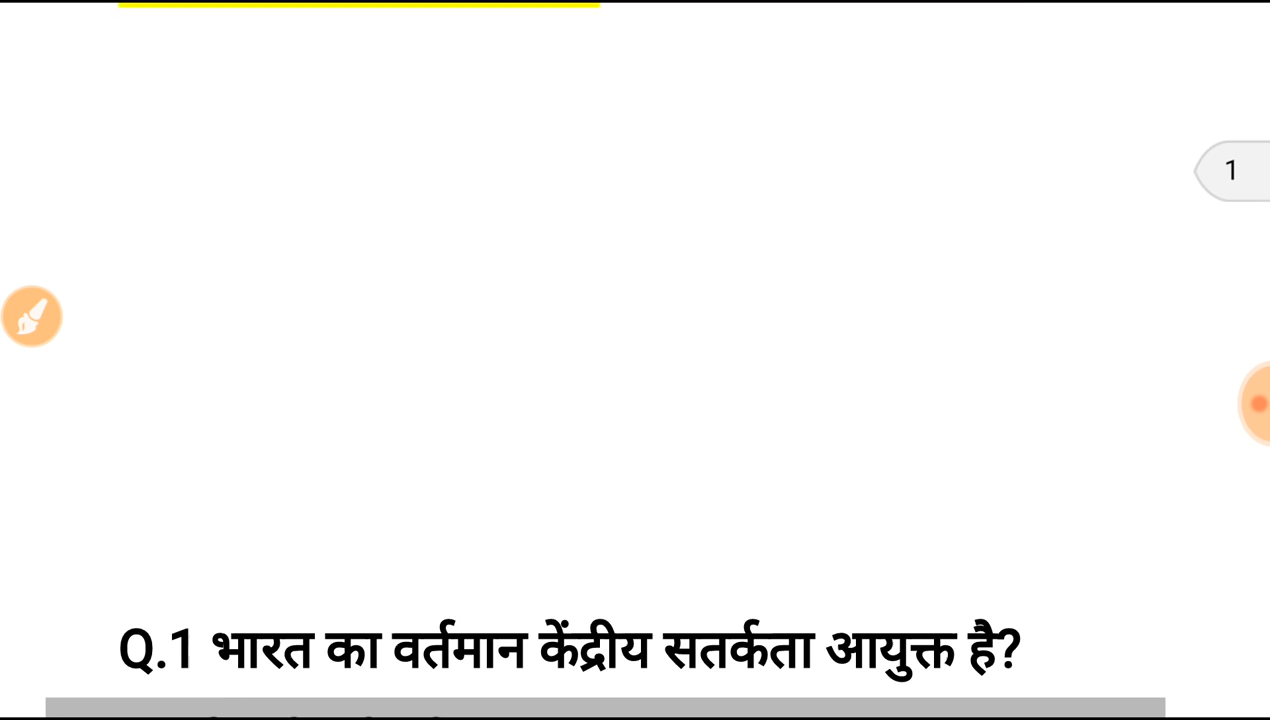 1
Q.1 भारत का वर्तमान केंद्रीय सतर्कता आयुक्त है?